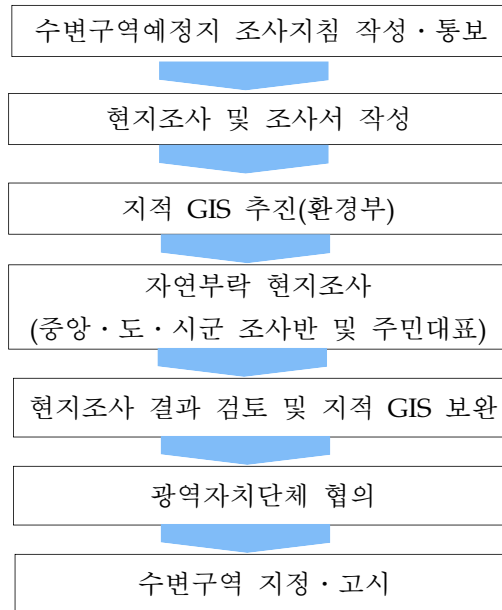 수변구역예정지 조사지침 작성·통보
현지조사 및 조사서 작성
지적 GIS 추진(환경부)
자연부락 현지조사
(중앙·도·시군 조사반 및 주민대표)
현지조사 결과 검토 및 지적 GIS 보완
광역자치단체 협의
수변구역 지정·고시